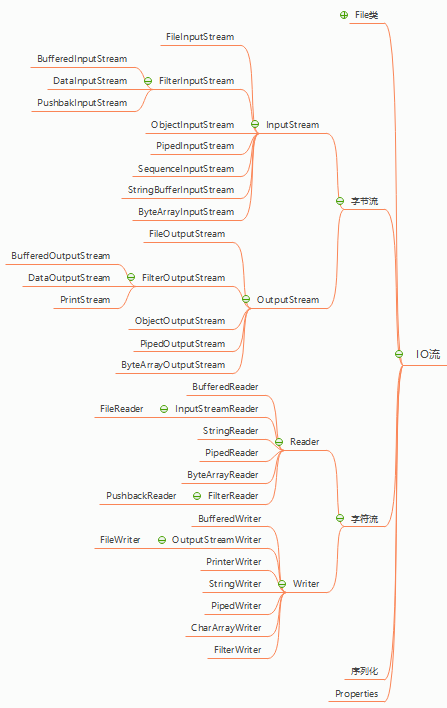 File类
FileInputStream
BufferedInputStream
DataInputStream
PushbakInputStream
FilterInputStream
ObjectInputStream
PipedInputStream
SequenceInputStream
StringBufferInputStream
ByteArrayInputStream
InputStream
字节流
FileOutputStream
BufferedOutputStream
DataOutputStream
PrintStream
FilterOutputStream
ObjectOutputStream
PipedOutputStream
ByteArrayOutputStream
OutputStream
IO流
BufferedReader
FileReader
InputStreamReader
StringReader
PipedReader
ByteArrayReader
PushbackReader
FilterReader
Reader
字符流
BufferedWriter
FileWriter
OutputStreamWriter
PrinterWriter
StringWriter
PipedWriter
CharArrayWriter
FilterWriter
Writer
序列化
Properties